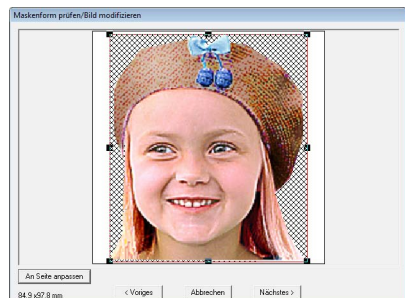 Maskenform prüfen/Bild modifizieren
An Seite anpassen
84.9 x97.8 mm
< Voriges
Abbrechen
Nächstes >